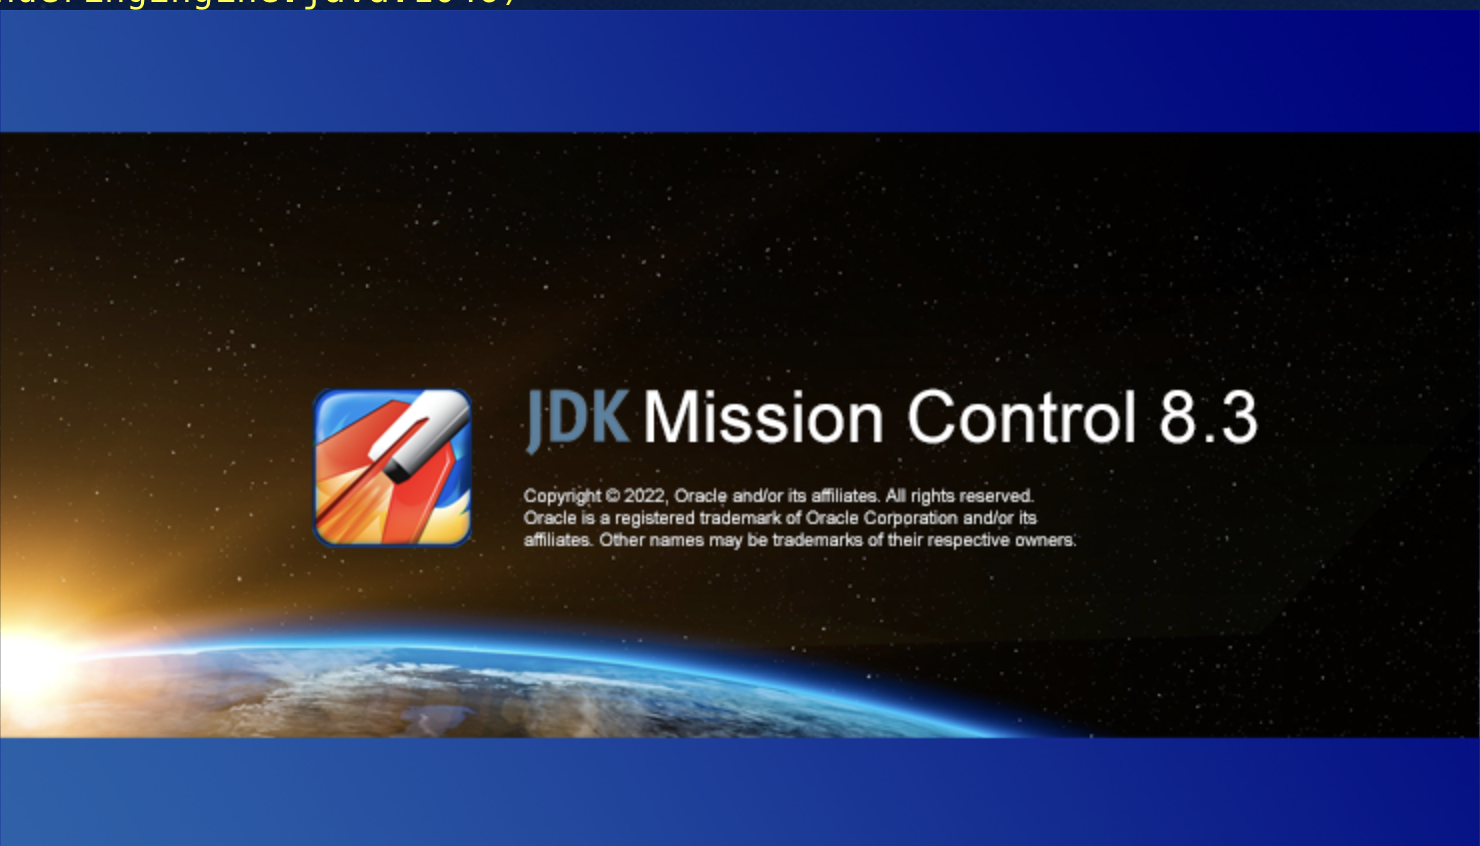 JDK Mission Control 8.3
Copyright © 2022, Oracle and/or its affiliates. All rights reserved.
Oracle is a registered trademark of Oracle Corporation and/or its
affiliates. Other names may be trademarks of their respective owners.